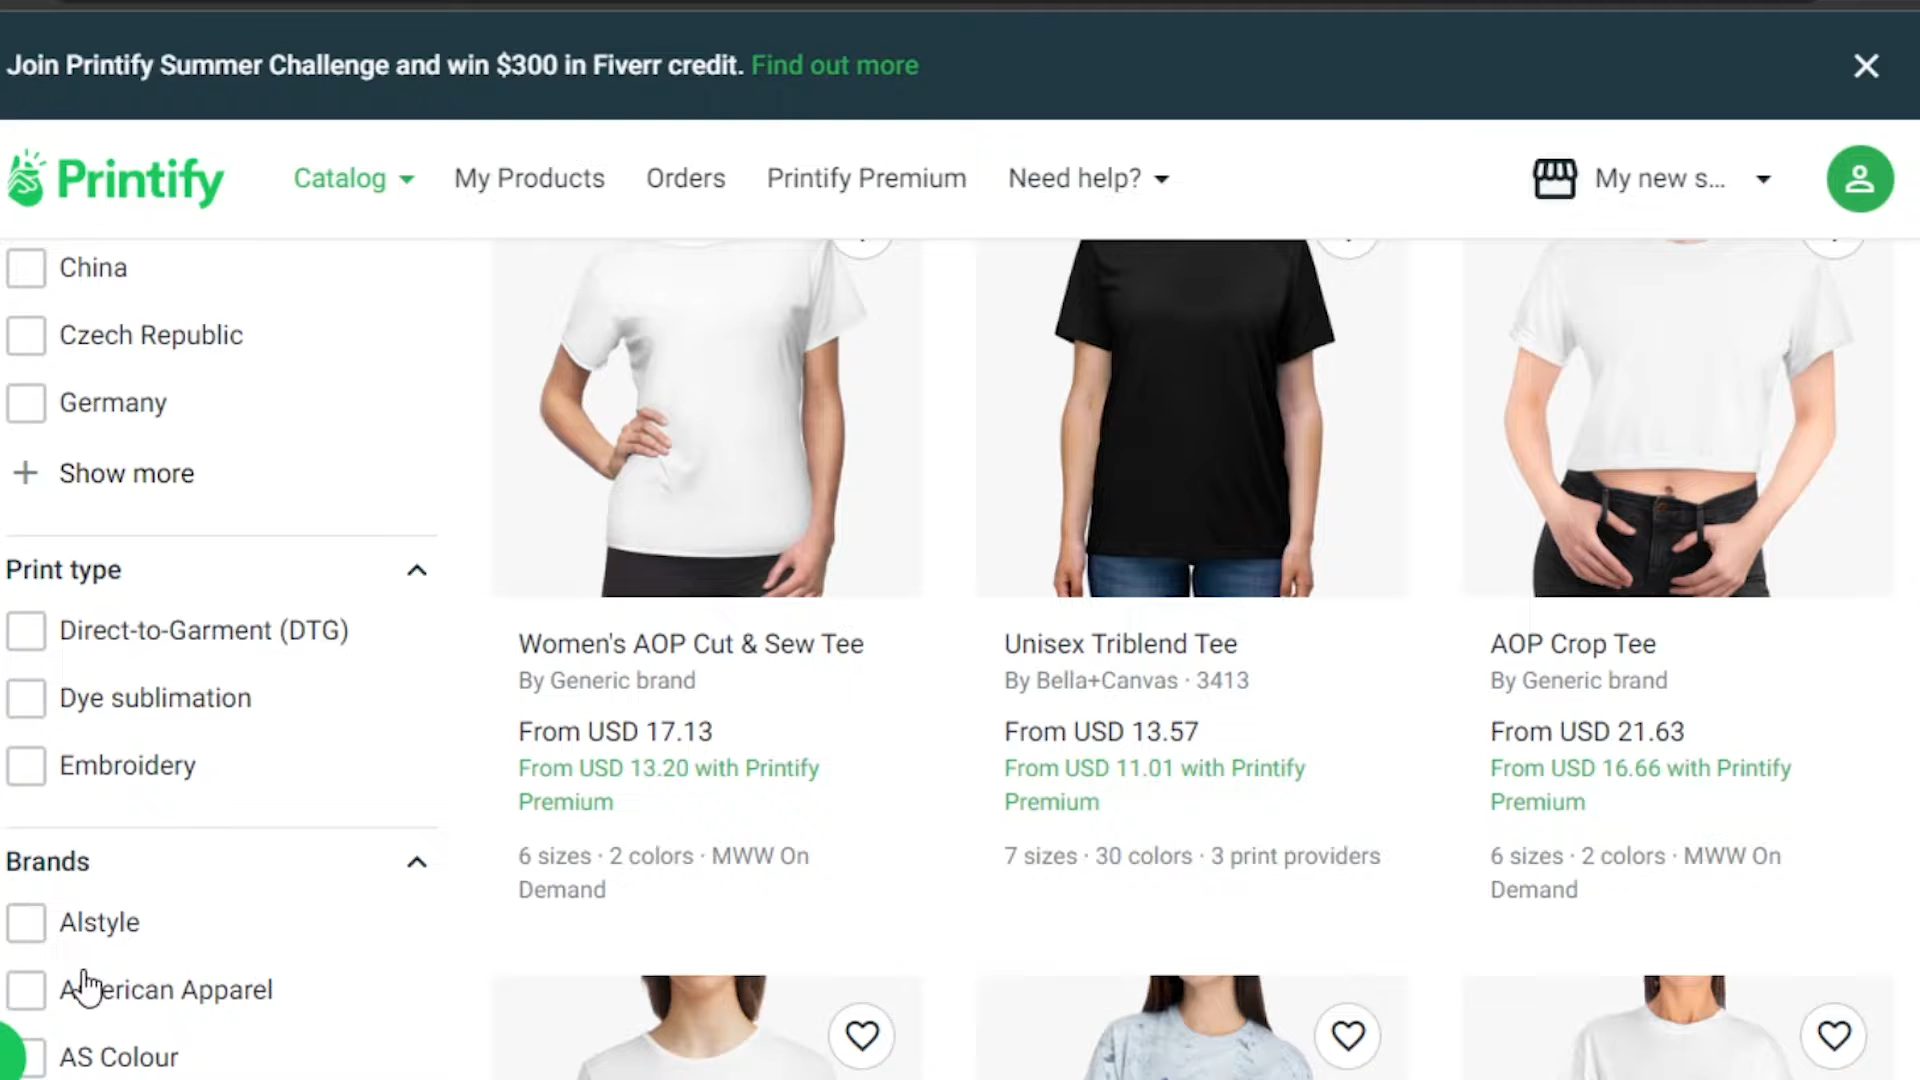 Join Printify Summer Challenge and win $300 in Fiverr credit. Find out more
Printify
Catalog
My Products
Orders
Printify Premium
Need help?
My new s...
China
Czech Republic
Germany
Show more
Print type
Direct-to-Garment (DTG)
Dye sublimation
Embroidery
Brands
Alstyle
American Apparel
AS Colour
Women's AOP Cut & Sew Tee
By Generic brand
From USD 17.13
From USD 13.20 with Printify
Premium
6 sizes · 2 colors · MWW On
Demand
Unisex Triblend Tee
By Bella+Canvas · 3413
From USD 13.57
From USD 11.01 with Printify
Premium
7 sizes · 30 colors · 3 print providers
AOP Crop Tee
By Generic brand
From USD 21.63
From USD 16.66 with Printify
Premium
6 sizes · 2 colors · MWW On
Demand